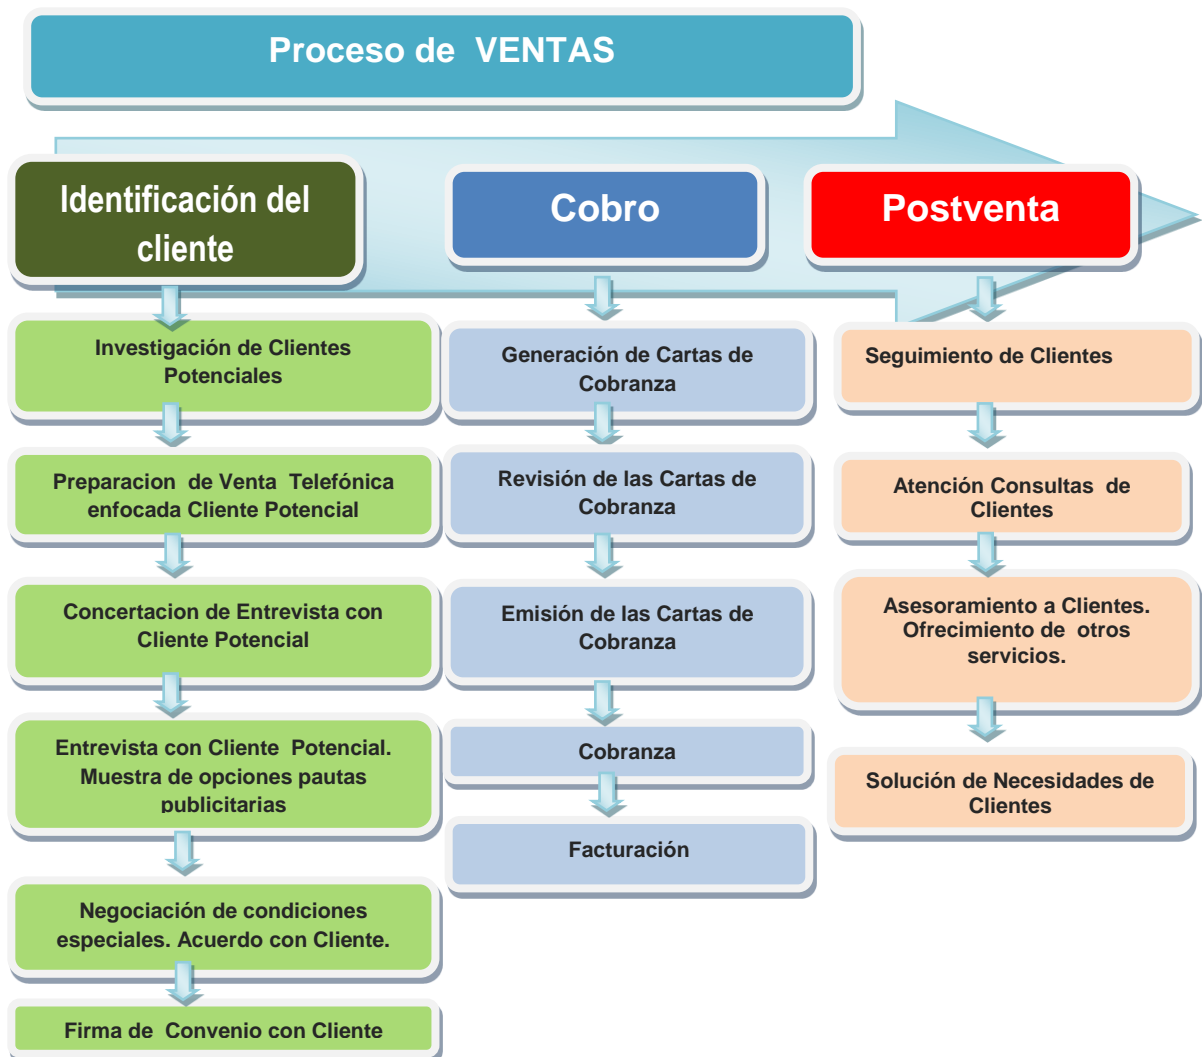 Proceso de VENTAS
Identificación del
cliente
Cobro
Postventa
Investigación de Clientes
Potenciales
Preparacion de Venta Telefónica
enfocada Cliente Potencial
Concertacion de Entrevista con
Cliente Potencial
Entrevista con Cliente Potencial.
Muestra de opciones pautas
publicitarias
Negociación de condiciones
especiales. Acuerdo con Cliente.
Firma de Convenio con Cliente
Generación de Cartas de
Cobranza
Revisión de las Cartas de
Cobranza
Emisión de las Cartas de
Cobranza
Cobranza
Facturación
Seguimiento de Clientes
Atención Consultas de
Clientes
Asesoramiento a Clientes.
Ofrecimiento de otros
servicios.
Solución de Necesidades de
Clientes